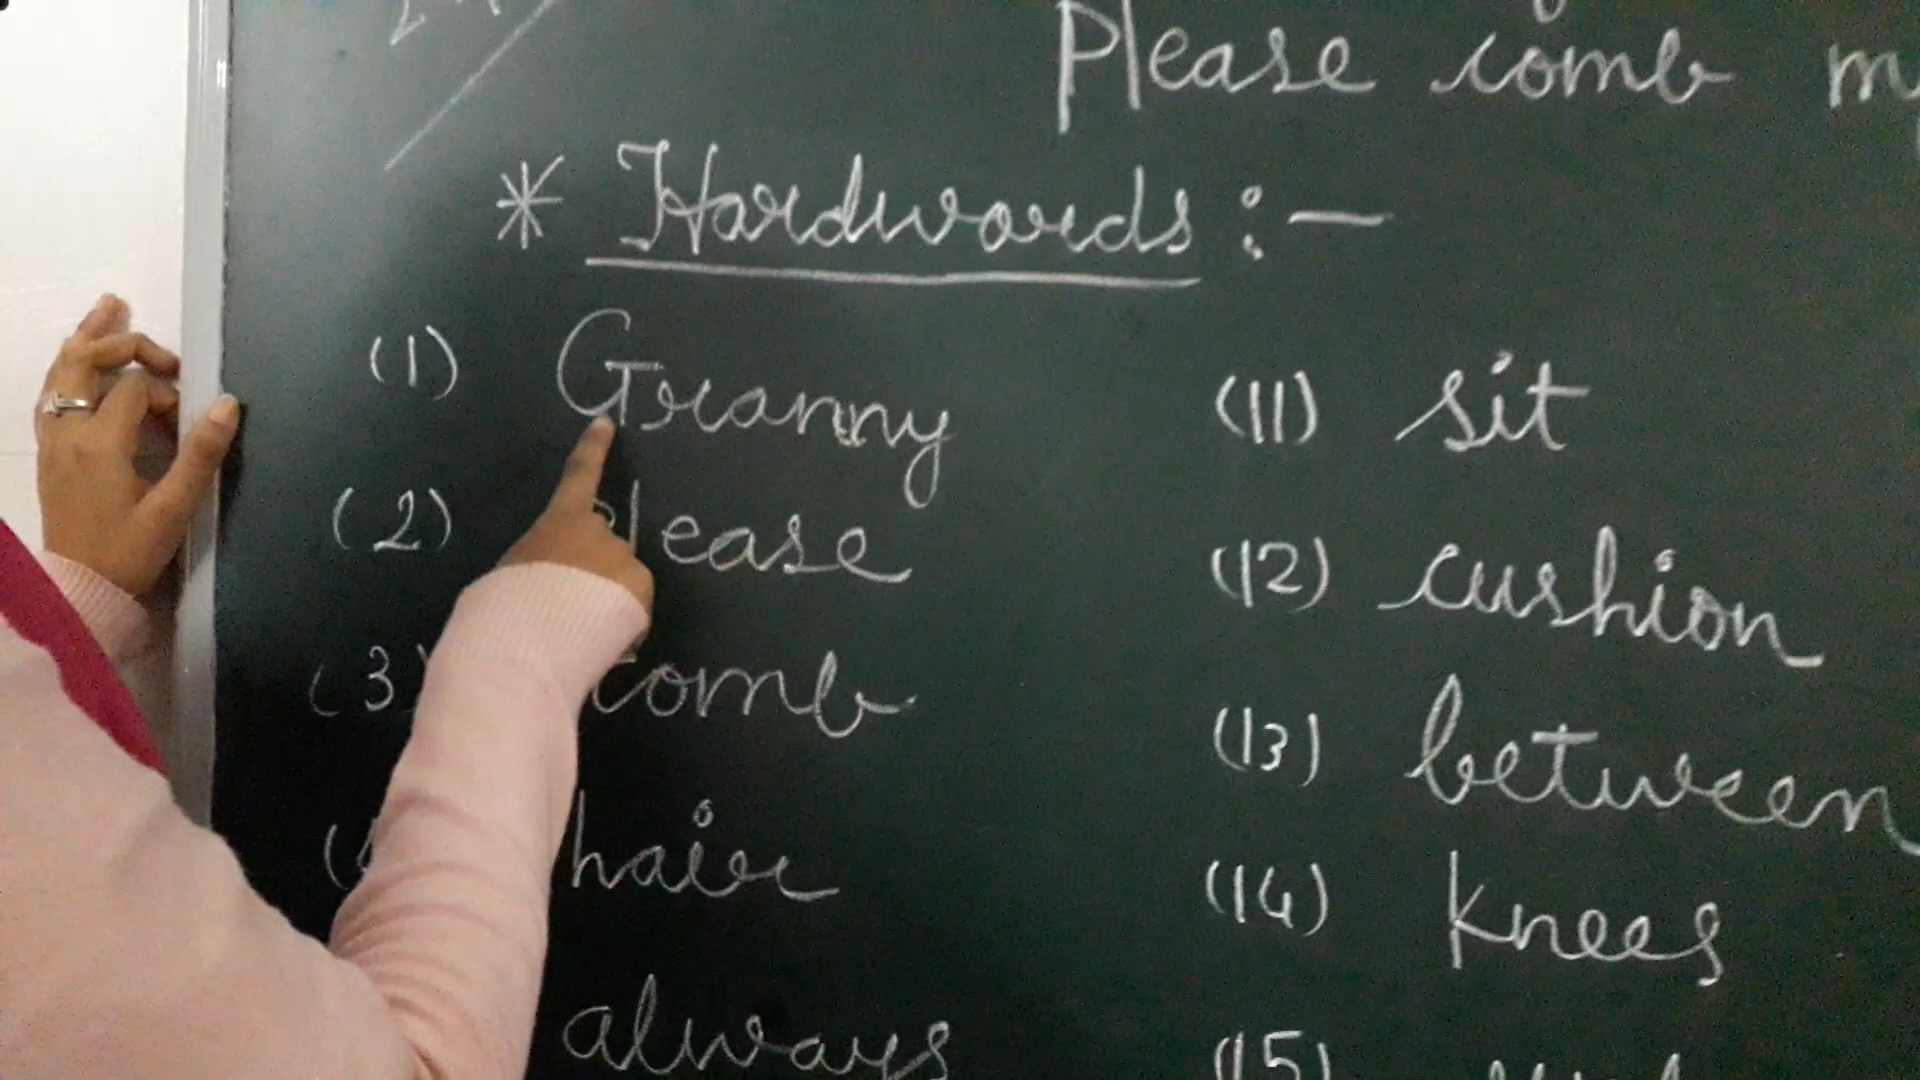 Please comb
* Hardwords :-
(1) Granny
(2) Please
(3) comb
hair
always
(11) sit
(12) cushion
(13) between
(14) Knees
(15)